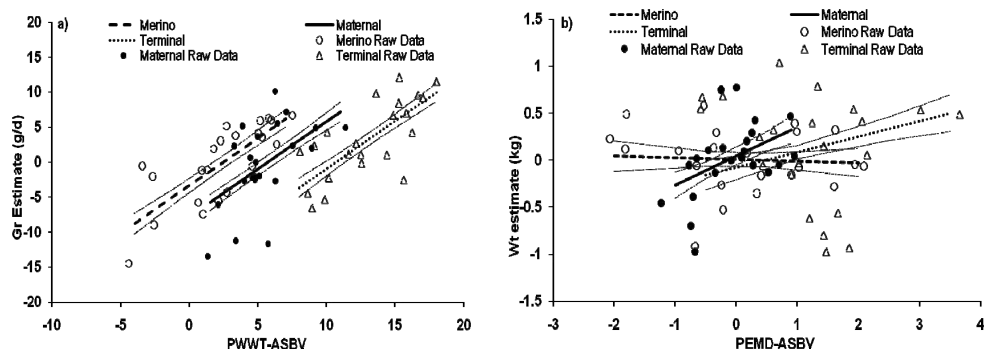 a)
Merino
Maternal
Terminal
Merino Raw Data
Maternal Raw Data
Terminal Raw Data
20
15
10
5
0
-5
-10
-15
-20
Gr Estimate (g/d)
-10
-5
0
5
10
15
20
PWWT-ASBV
b)
Merino
Maternal
Terminal
Merino Raw Data
Maternal Raw Data
Terminal Raw Data
1.5
1
0.5
0
-0.5
-1
-1.5
Wt estimate (kg)
-3
-2
-1
0
1
2
3
4
PEMD-ASBV